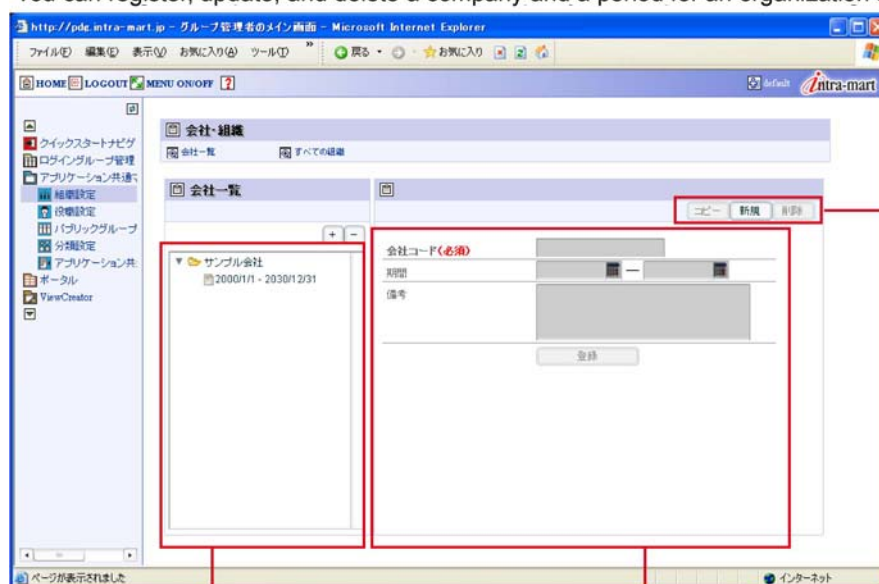 You can register, update, and delete a company and a period for an organization
http://pde.intra-mart.jp - グループ管理者のメイン画面 - Microsoft Internet Explorer
ファイル(F) 編集(E) 表示(V) お気に入り(A) ツール(T) » 戻る お気に入り
HOME LOGOUT MENU ON/OFF ? default intra-mart
クイックスタートナビゲ
ログイングループ管理
アプリケーション共通マ
組織設定
役職設定
パブリックグループ
分類設定
アプリケーション共
ポータル
ViewCreator
会社・組織
会社一覧 すべての組織
会社一覧
コピー 新規 削除
+ -
サンプル会社
2000/1/1 - 2030/12/31
会社コード(必須)
期間 —
備考
登録
ページが表示されました インターネット